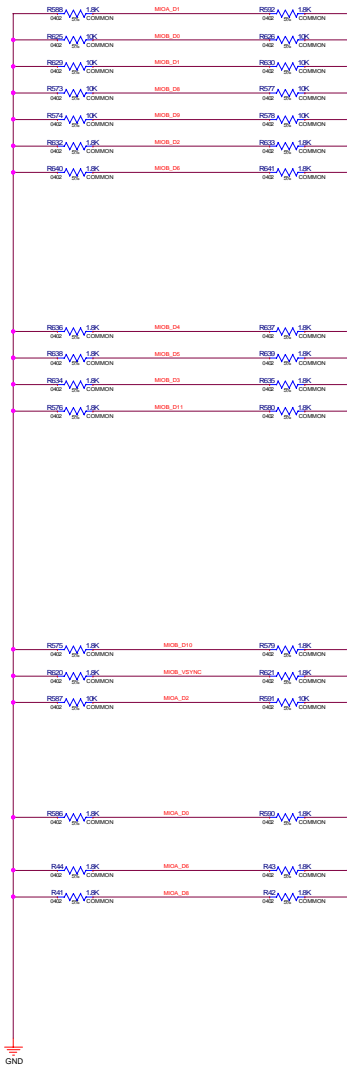 R588 1.8K MIOA_D1 R592 1.8K
0402 5% COMMON 0402 5% COMMON
R625 10K MIOB_D0 R626 10K
0402 5% COMMON 0402 5% COMMON
R629 10K MIOB_D1 R630 10K
0402 5% COMMON 0402 5% COMMON
R573 10K MIOB_D8 R577 10K
0402 5% COMMON 0402 5% COMMON
R574 10K MIOB_D9 R578 10K
0402 5% COMMON 0402 5% COMMON
R632 1.8K MIOB_D2 R633 1.8K
0402 5% COMMON 0402 5% COMMON
R640 1.8K MIOB_D6 R641 1.8K
0402 5% COMMON 0402 5% COMMON
R636 1.8K MIOB_D4 R637 1.8K
0402 5% COMMON 0402 5% COMMON
R638 1.8K MIOB_D5 R639 1.8K
0402 5% COMMON 0402 5% COMMON
R634 1.8K MIOB_D3 R635 1.8K
0402 5% COMMON 0402 5% COMMON
R576 1.8K MIOB_D11 R580 1.8K
0402 5% COMMON 0402 5% COMMON
R575 1.8K MIOB_D10 R579 1.8K
0402 5% COMMON 0402 5% COMMON
R620 1.8K MIOB_VSYNC R621 1.8K
0402 5% COMMON 0402 5% COMMON
R587 10K MIOA_D2 R591 10K
0402 5% COMMON 0402 5% COMMON
R586 1.8K MIOA_D0 R590 1.8K
0402 5% COMMON 0402 5% COMMON
R44 1.8K MIOA_D6 R43 1.8K
0402 5% COMMON 0402 5% COMMON
R41 1.8K MIOA_D8 R42 1.8K
0402 5% COMMON 0402 5% COMMON
GND